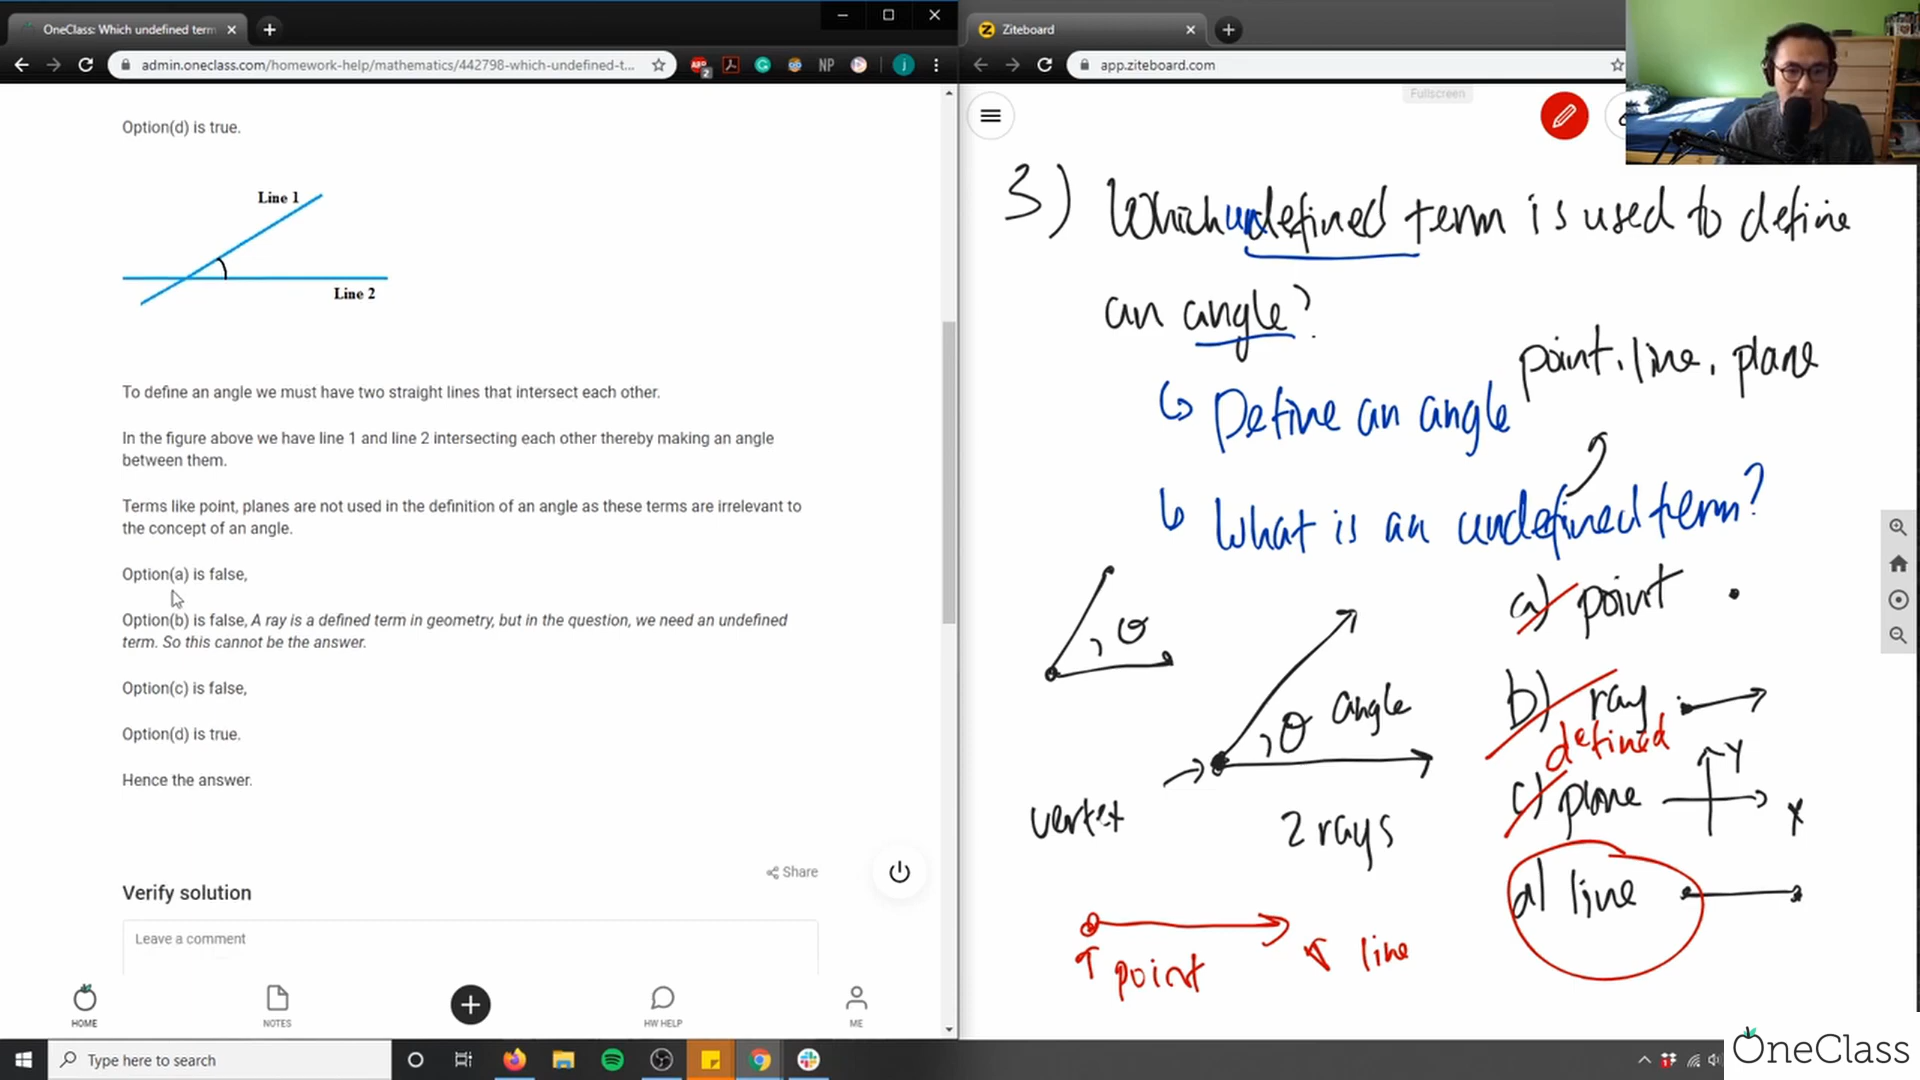 OneClass: Which undefined term
admin.oneclass.com/homework-help/mathematics/442798-which-undefined-t...
2
NP
j
Option(d) is true.
Line 1
Line 2
To define an angle we must have two straight lines that intersect each other.
In the figure above we have line 1 and line 2 intersecting each other thereby making an angle
between them.
Terms like point, planes are not used in the definition of an angle as these terms are irrelevant to
the concept of an angle.
Option(a) is false,
Option(b) is false, A ray is a defined term in geometry, but in the question, we need an undefined
term. So this cannot be the answer.
Option(c) is false,
Option(d) is true.
Hence the answer.
Share
Verify solution
Leave a comment
HOME
NOTES
HW HELP
ME
Type here to search
Ziteboard
app.ziteboard.com
Fullscreen
3) Which undefined term is used to define
an angle?
point, line, plane
↳ Define an angle
↳ What is an undefined term?
θ
θ angle
vertex
2 rays
a) point
b) ray
defined
c) plane
Y
X
d) line
point
line
OneClass